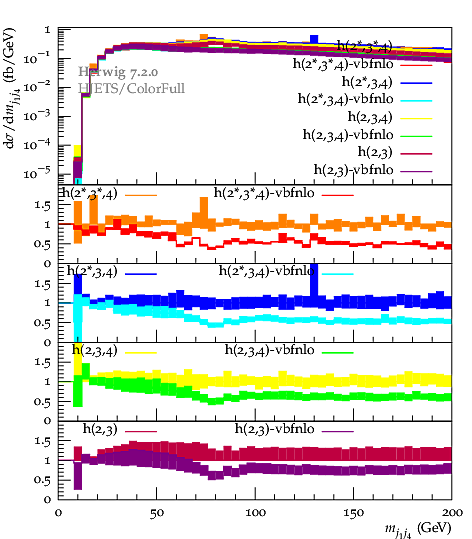 h(2*,3*,4)
h(2*,3*,4)-vbfnlo
h(2*,3,4)
h(2*,3,4)-vbfnlo
h(2,3,4)
h(2,3,4)-vbfnlo
h(2,3)
h(2,3)-vbfnlo
Herwig 7.2.0
HJETS/ColorFull
1
10⁻¹
10⁻²
10⁻³
10⁻⁴
10⁻⁵
dσ/dm_{j₁j₄} (fb/GeV)
h(2*,3*,4) h(2*,3*,4)-vbfnlo
1.5
1
0.5
0
h(2*,3,4) h(2*,3,4)-vbfnlo
1.5
1
0.5
0
h(2,3,4) h(2,3,4)-vbfnlo
1.5
1
0.5
0
h(2,3) h(2,3)-vbfnlo
1.5
1
0.5
0
0 50 100 150 200
m_{j₁j₄} (GeV)